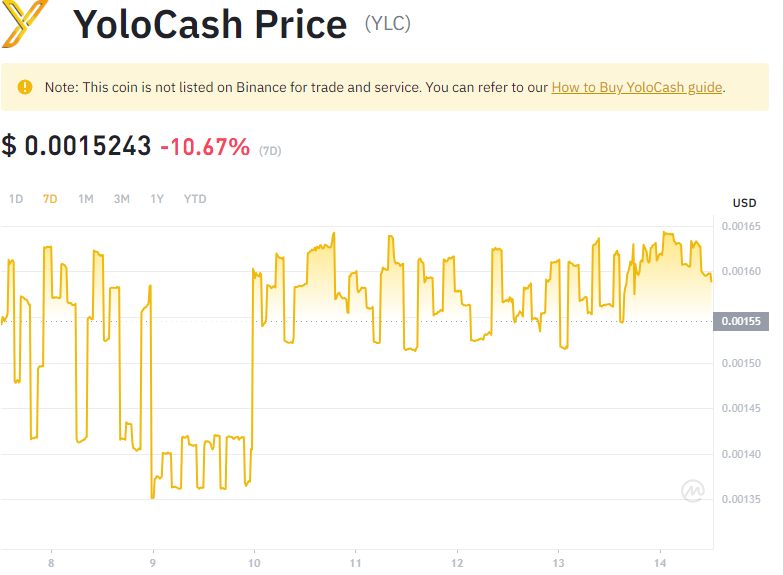 YoloCash Price (YLC)
Note: This coin is not listed on Binance for trade and service. You can refer to our How to Buy YoloCash guide.
$ 0.0015243 -10.67% (7D)
1D 7D 1M 3M 1Y YTD
USD
0.00165
0.00160
0.00155
0.00150
0.00145
0.00140
0.00135
8 9 10 11 12 13 14